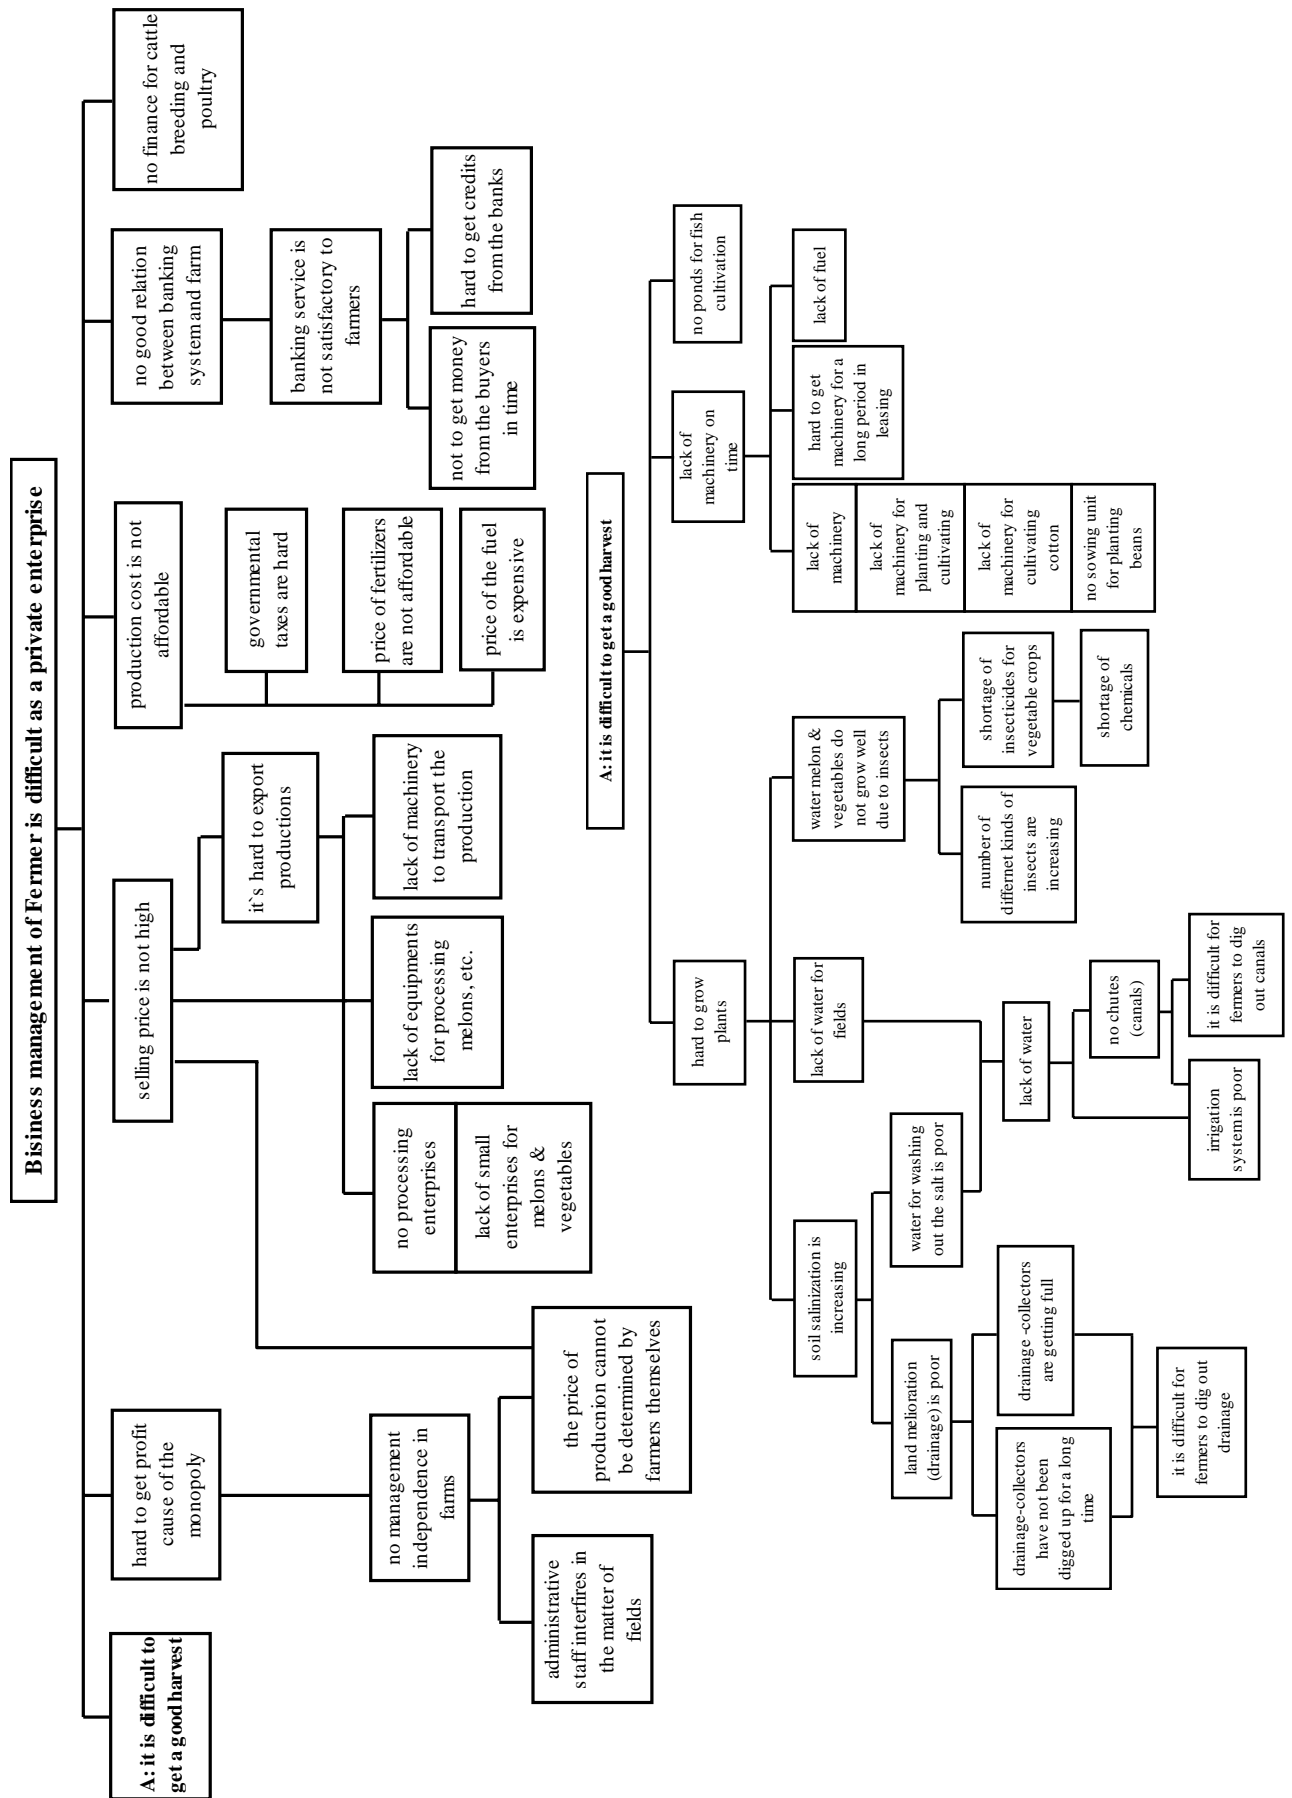 Bisiness management of Fermer is difficult as a private enterprise
A: it is difficult to
get a good harvest
hard to get profit
cause of the
monopoly
selling price is not high
production cost is not
affordable
no good relation
between banking
system and farm
no finance for cattle
breeding and
poultry
it`s hard to export
productions
governmental
taxes are hard
banking service is
not satisfactory to
farmers
no management
independence in
farms
no processing
enterprises
lack of small
enterprises for
melons &
vegetables
lack of equipments
for processing
melons, etc.
lack of machinery
to transport the
production
price of fertilizers
are not affordable
price of the fuel
is expensive
not to get money
from the buyers
in time
hard to get credits
from the banks
administrative
staff interfires in
the matter of
fields
the price of
producnion cannot
be determined by
farmers themselves
A: it is difficult to get a good harvest
hard to grow
plants
lack of
machinery on
time
no ponds for fish
cultivation
soil salinization is
increasing
lack of water for
fields
water melon &
vegetables do
not grow well
due to insects
lack of
machinery
lack of
machinery for
planting and
cultivating
lack of
machinery for
cultivating
cotton
no sowing unit
for planting
beans
hard to get
machinery for a
long period in
leasing
lack of fuel
land melioration
(drainage) is poor
water for washing
out the salt is poor
number of
differnet kinds of
insects are
increasing
shortage of
insecticides for
vegetable crops
drainage-collectors
have not been
digged up for a long
time
drainage -collectors
are getting full
lack of water
shortage of
chemicals
no chutes
(canals)
it is difficult for
fermers to dig out
drainage
irrigation
system is poor
it is difficult for
fermers to dig
out canals